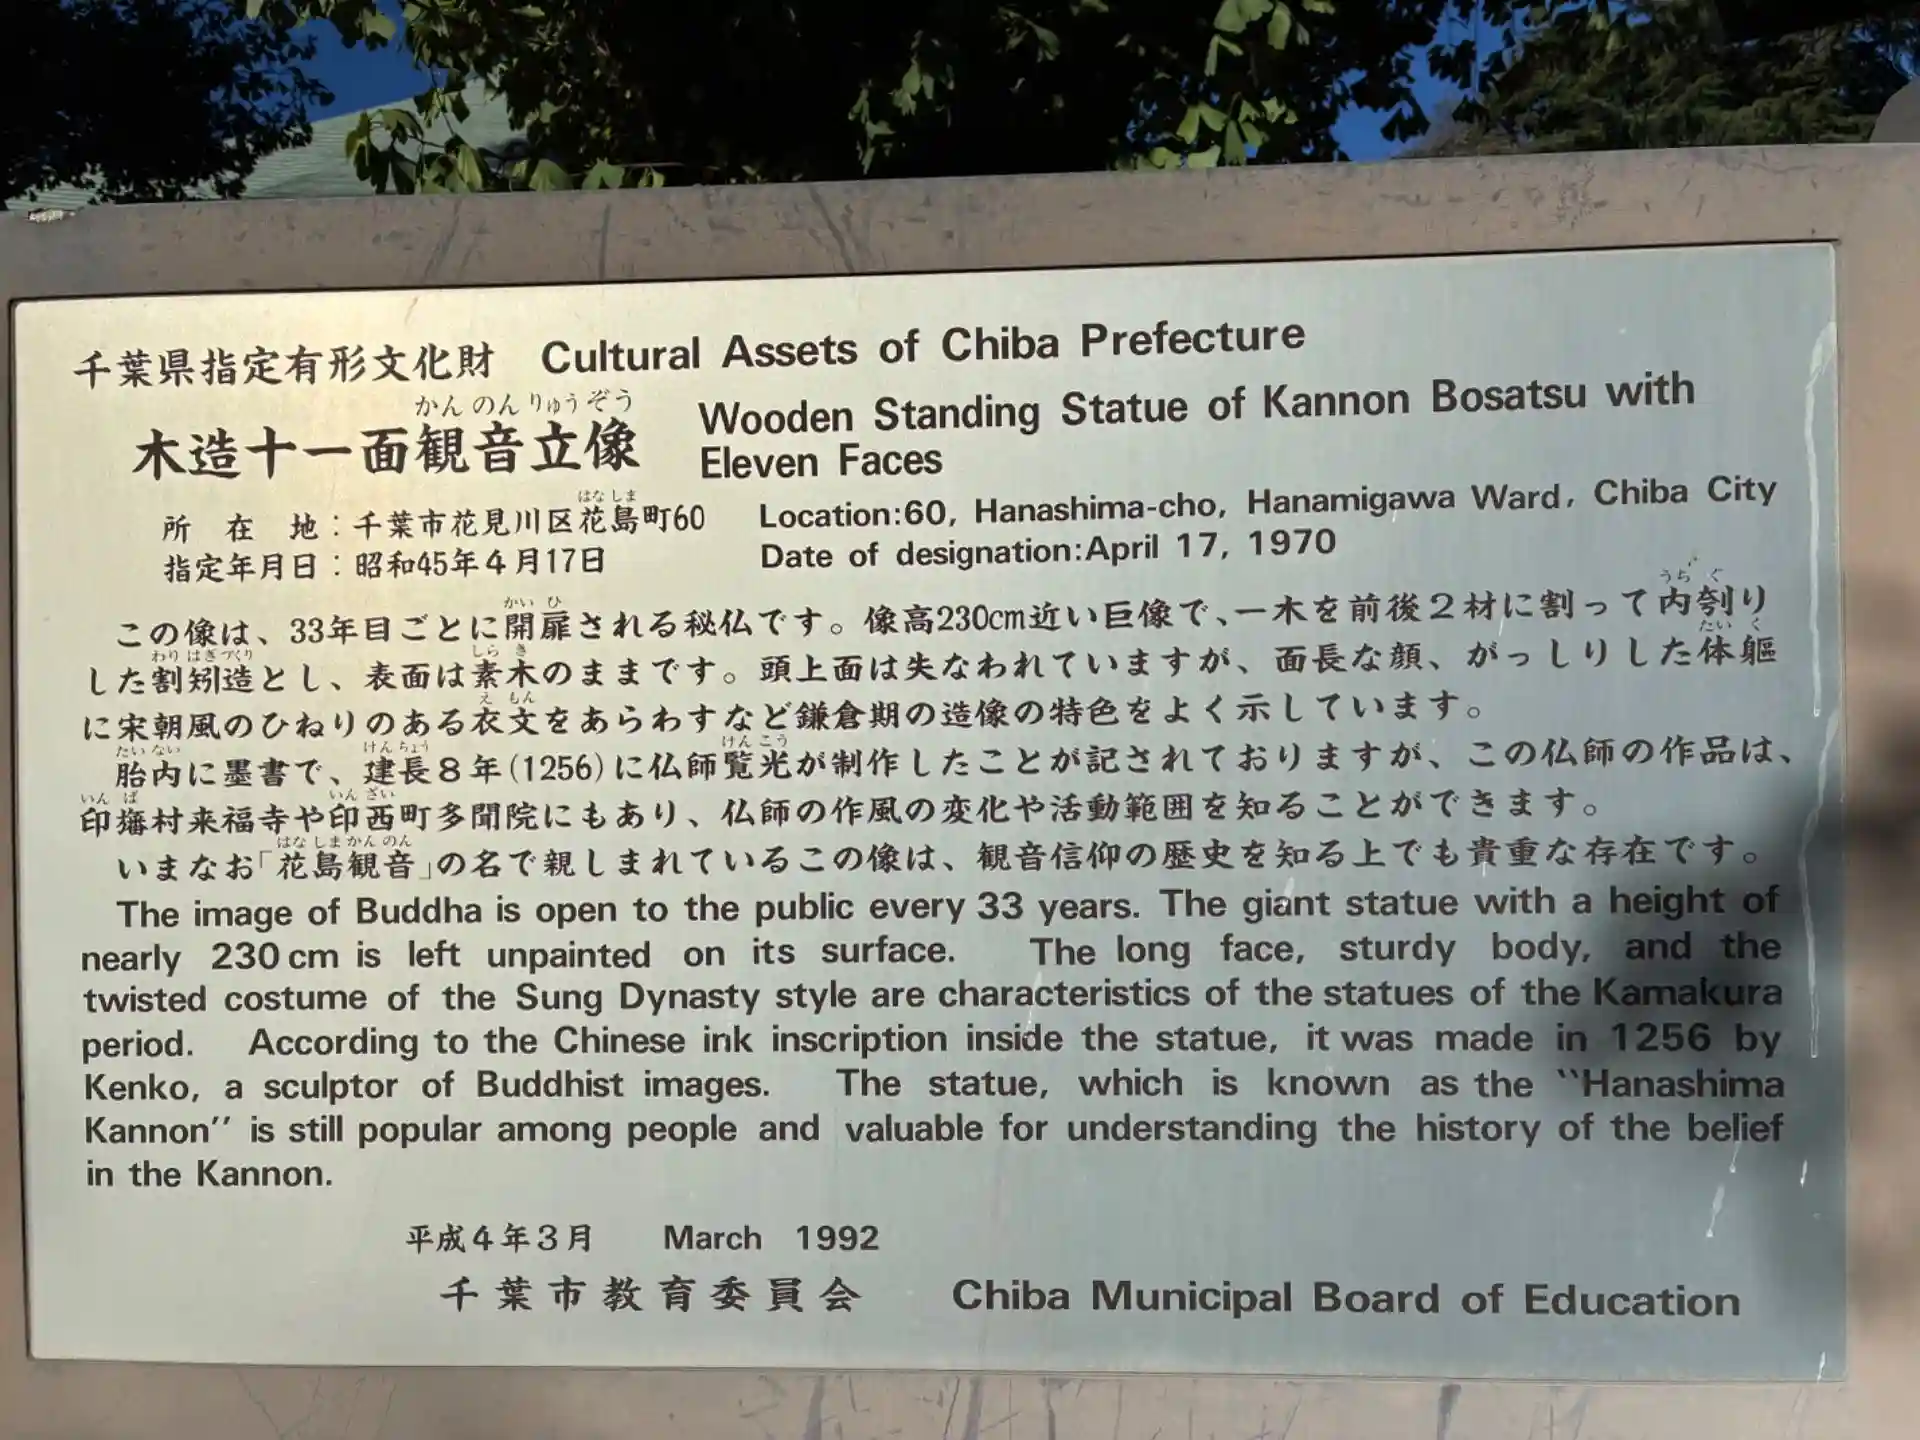 千葉県指定有形文化財 Cultural Assets of Chiba Prefecture
かんのんりゅうぞう
木造十一面観音立像 Wooden Standing Statue of Kannon Bosatsu with
Eleven Faces
はなしま
所在地:千葉市花見川区花島町60 Location:60, Hanashima-cho, Hanamigawa Ward, Chiba City
指定年月日:昭和45年4月17日 Date of designation:April 17, 1970
かいひ うちぐ
この像は、33年目ごとに開扉される秘仏です。像高230cm近い巨像で、一木を前後2材に割って内刳り
わりはぎづくり しらき たいく
した割矧造とし、表面は素木のままです。頭上面は失なわれていますが、面長な顔、がっしりした体軀
えもん
に宋朝風のひねりのある衣文をあらわすなど鎌倉期の造像の特色をよく示しています。
たいない けんちょう けんこう
胎内に墨書で、建長8年(1256)に仏師覧光が制作したことが記されておりますが、この仏師の作品は、
いんば いんざい
印旛村来福寺や印西町多聞院にもあり、仏師の作風の変化や活動範囲を知ることができます。
はなしまかんのん
いまなお「花島観音」の名で親しまれているこの像は、観音信仰の歴史を知る上でも貴重な存在です。
The image of Buddha is open to the public every 33 years. The giant statue with a height of
nearly 230cm is left unpainted on its surface. The long face, sturdy body, and the
twisted costume of the Sung Dynasty style are characteristics of the statues of the Kamakura
period. According to the Chinese ink inscription inside the statue, it was made in 1256 by
Kenko, a sculptor of Buddhist images. The statue, which is known as the "Hanashima
Kannon" is still popular among people and valuable for understanding the history of the belief
in the Kannon.
平成4年3月 March 1992
千葉市教育委員会 Chiba Municipal Board of Education